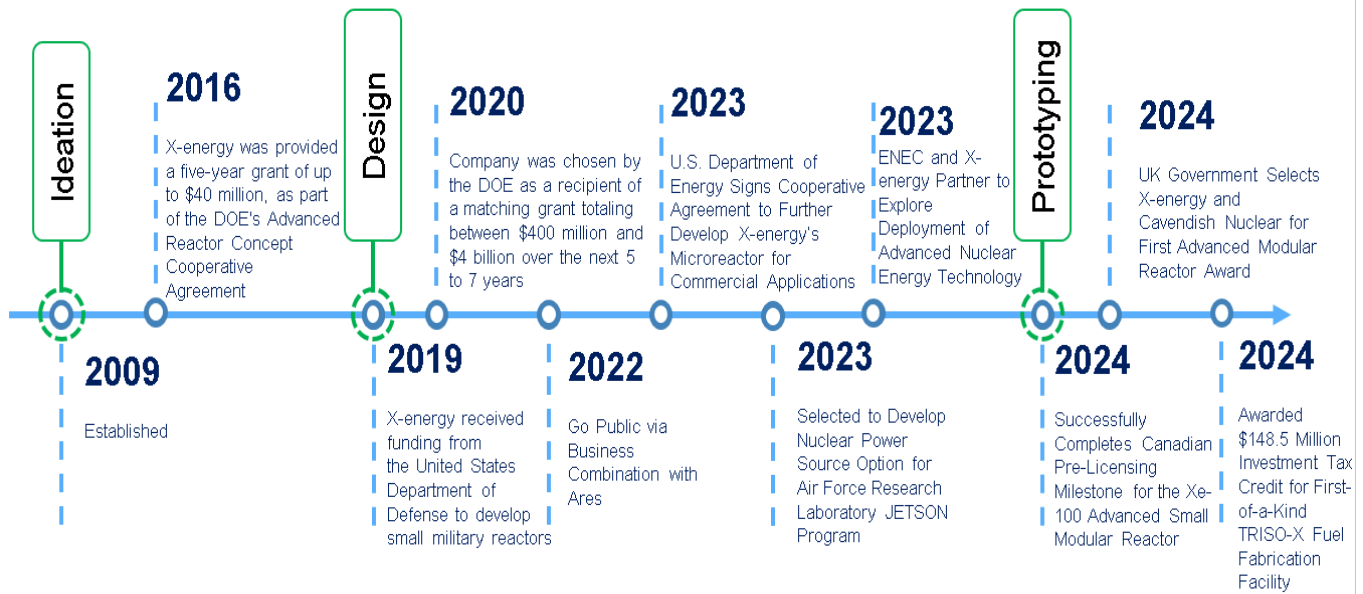 Ideation
2016
X-energy was provided
a five-year grant of up
to $40 million, as part
of the DOE's Advanced
Reactor Concept
Cooperative
Agreement
Design
2020
Company was chosen by
the DOE as a recipient of
a matching grant totaling
between $400 million and
$4 billion over the next 5
to 7 years
2023
U.S. Department of
Energy Signs Cooperative
Agreement to Further
Develop X-energy's
Microreactor for
Commercial Applications
2023
ENEC and X-
energy Partner to
Explore
Deployment of
Advanced Nuclear
Energy Technology
Prototyping
2024
UK Government Selects
X-energy and
Cavendish Nuclear for
First Advanced Modular
Reactor Award
2009
Established
2019
X-energy received
funding from
the United States
Department of
Defense to develop
small military reactors
2022
Go Public via
Business
Combination with
Ares
2023
Selected to Develop
Nuclear Power
Source Option for
Air Force Research
Laboratory JETSON
Program
2024
Successfully
Completes Canadian
Pre-Licensing
Milestone for the Xe-
100 Advanced Small
Modular Reactor
2024
Awarded
$148.5 Million
Investment Tax
Credit for First-
of-a-Kind
TRISO-X Fuel
Fabrication
Facility